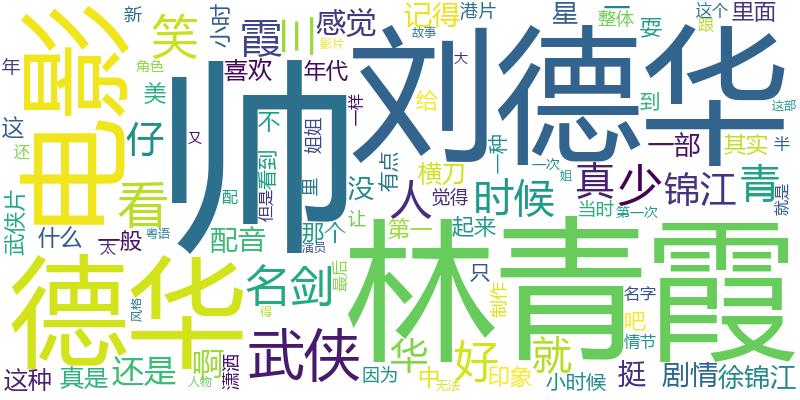 新
笑
小时
霞
三
感觉
记得
港片
星
一
整体
耍
这个
跟
里面
电影
帅
刘德华
年
角色
美
喜欢
年代
影片
故事
大
这
仔
不
姐姐
一样
给
到
这部
还
又
看
但是
看到
里
没
有点
横刀
一种
一次
姐
真
少
一部
其实
半
人
觉得
时候
锦江
青
就是
武侠片
什么
一般
太
粤语
配
配音
那个
演员
让
第一
起来
当时
第一次
德华
名剑
林青霞
最后
只
制作
名字
风格
得
吧
情节
武侠
华
好
就
这种
真是
还是
啊
人物
潇洒
因为
中
印象
无法
小时候
挺
剧情
徐锦江